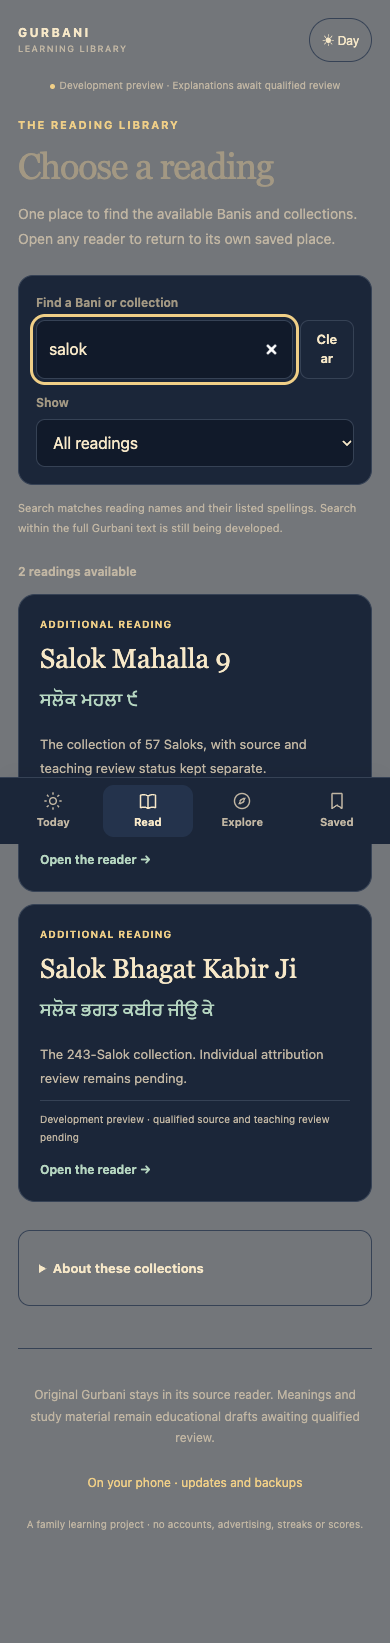 GURBANI
LEARNING LIBRARY
☀ Day
Development preview · Explanations await qualified review
THE READING LIBRARY
Choose a reading
One place to find the available Banis and collections.
Open any reader to return to its own saved place.
Find a Bani or collection
salok
Cle
ar
Show
All readings
Search matches reading names and their listed spellings. Search
within the full Gurbani text is still being developed.
2 readings available
ADDITIONAL READING
Salok Mahalla 9
ਸਲੋਕ ਮਹਲਾ ੯
The collection of 57 Saloks, with source and
teaching review status kept separate.
Today
Read
Explore
Saved
Open the reader →
ADDITIONAL READING
Salok Bhagat Kabir Ji
ਸਲੋਕ ਭਗਤ ਕਬੀਰ ਜੀਉ ਕੇ
The 243-Salok collection. Individual attribution
review remains pending.
Development preview · qualified source and teaching review
pending
Open the reader →
About these collections
Original Gurbani stays in its source reader. Meanings and
study material remain educational drafts awaiting qualified
review.
On your phone · updates and backups
A family learning project · no accounts, advertising, streaks or scores.